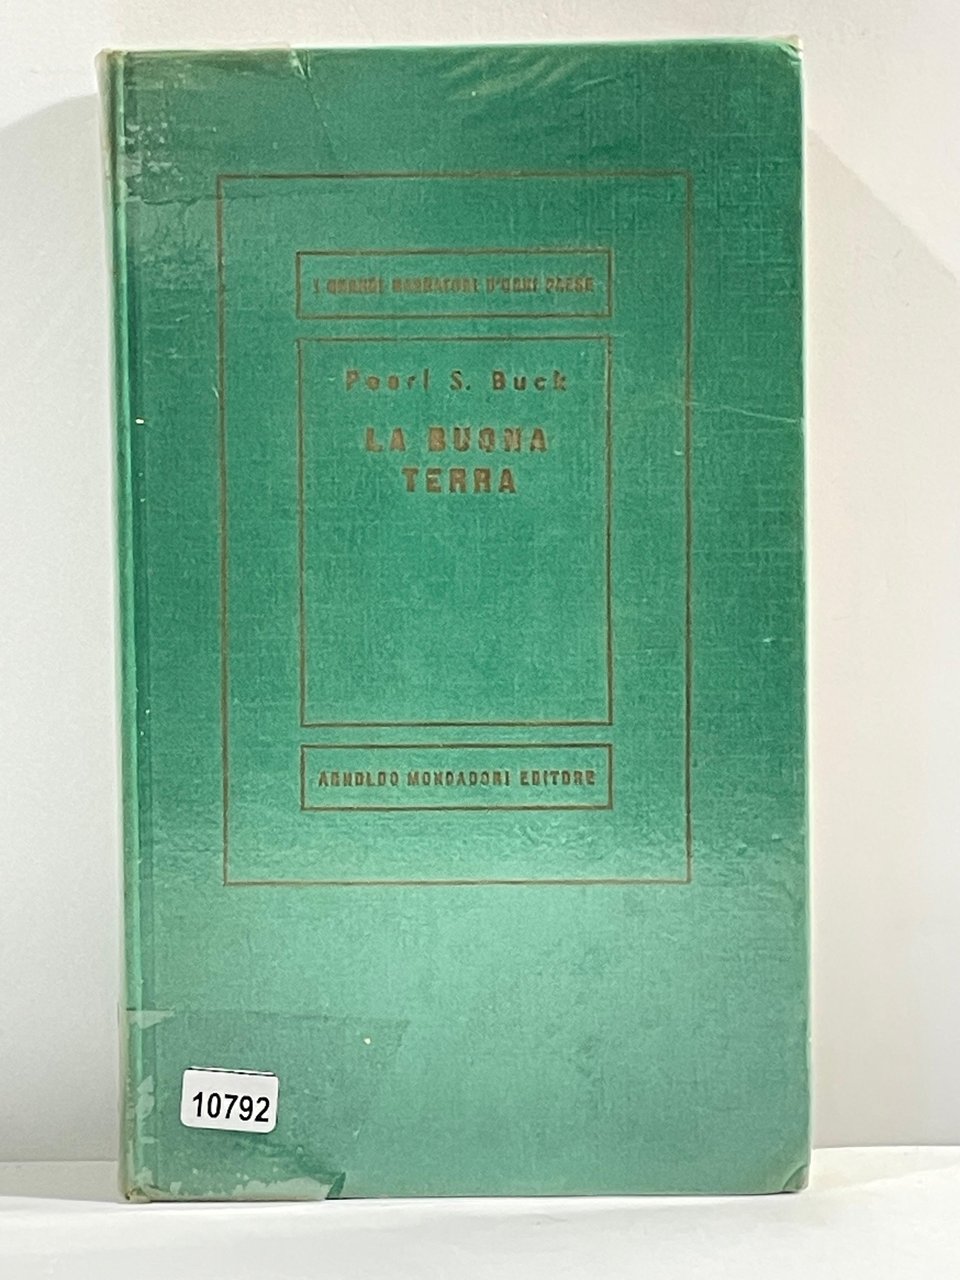 I GRANDI NARRATORI D'OGNI PAESE
Pearl S. Buck
LA BUONA
TERRA
ARNOLDO MONDADORI EDITORE
10792